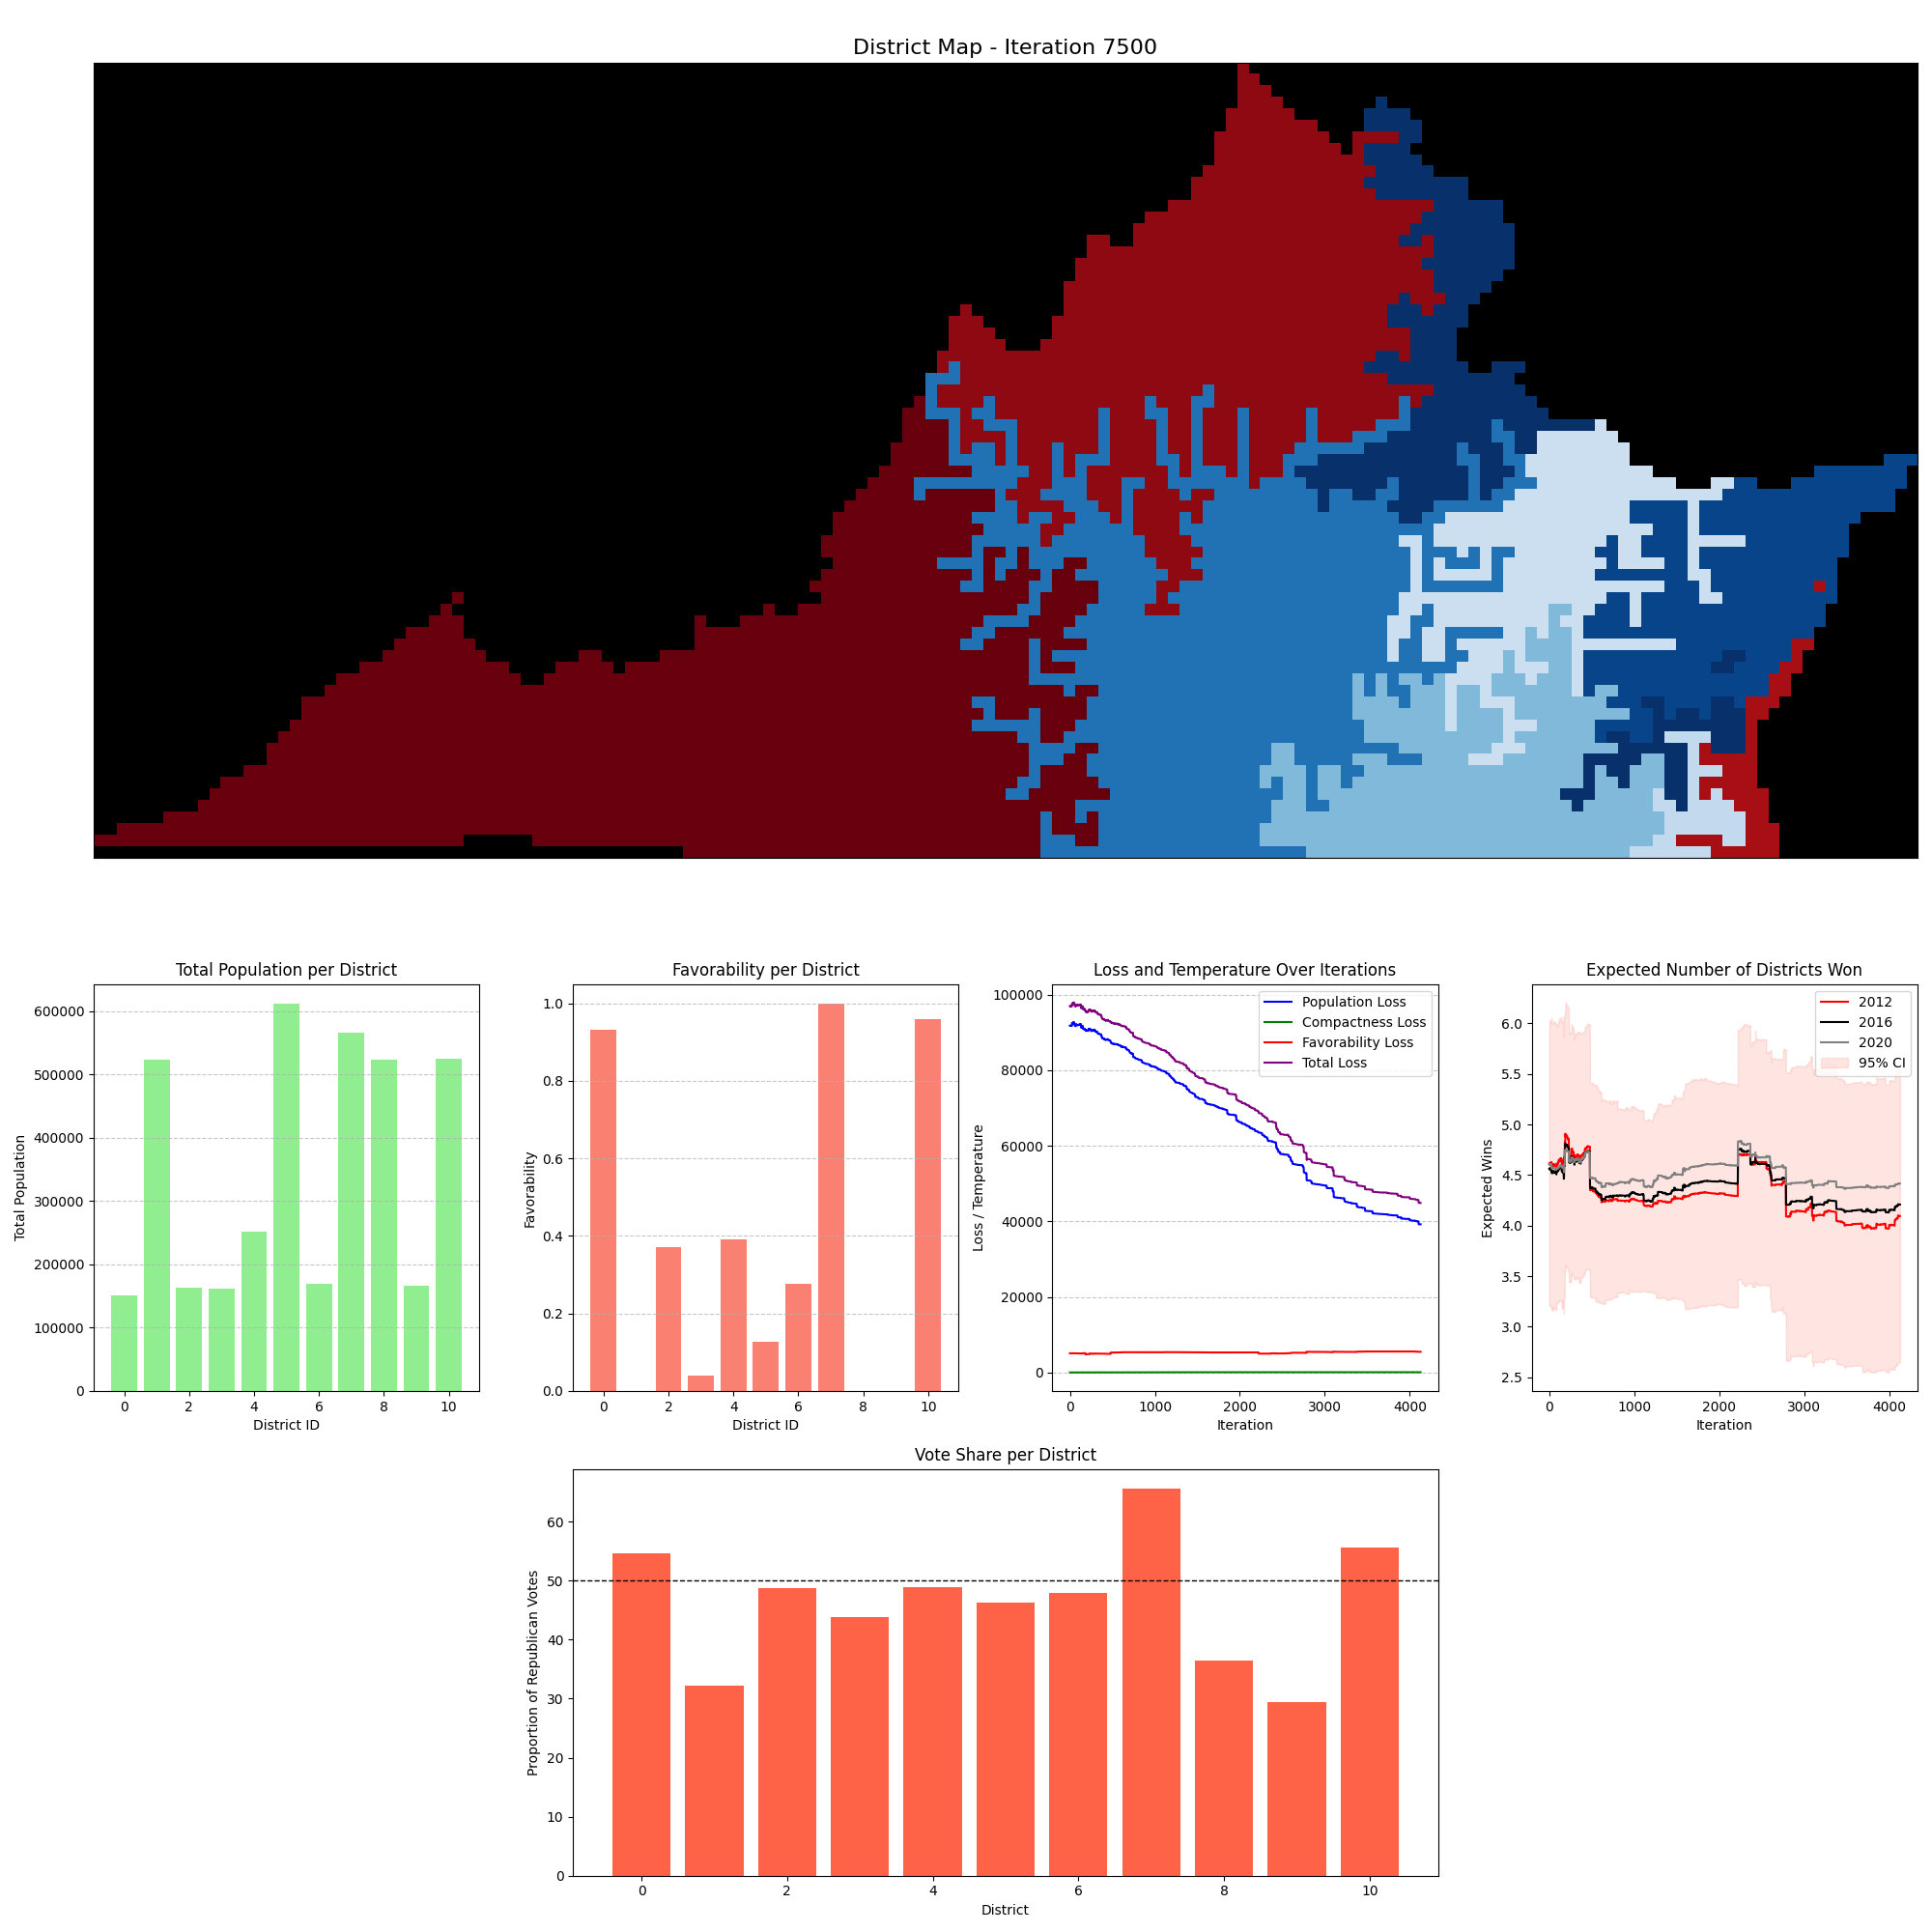 District Map - Iteration 7500
Total Population per District
Total Population
600000
500000
400000
300000
200000
100000
0
0 2 4 6 8 10
District ID
Favorability per District
Favorability
1.0
0.8
0.6
0.4
0.2
0.0
0 2 4 6 8 10
District ID
Loss and Temperature Over Iterations
Loss / Temperature
100000
80000
60000
40000
20000
0
Population Loss
Compactness Loss
Favorability Loss
Total Loss
0 1000 2000 3000 4000
Iteration
Expected Number of Districts Won
Expected Wins
6.0
5.5
5.0
4.5
4.0
3.5
3.0
2.5
2012
2016
2020
95% CI
0 1000 2000 3000 4000
Iteration
Vote Share per District
Proportion of Republican Votes
60
50
40
30
20
10
0
0 2 4 6 8 10
District